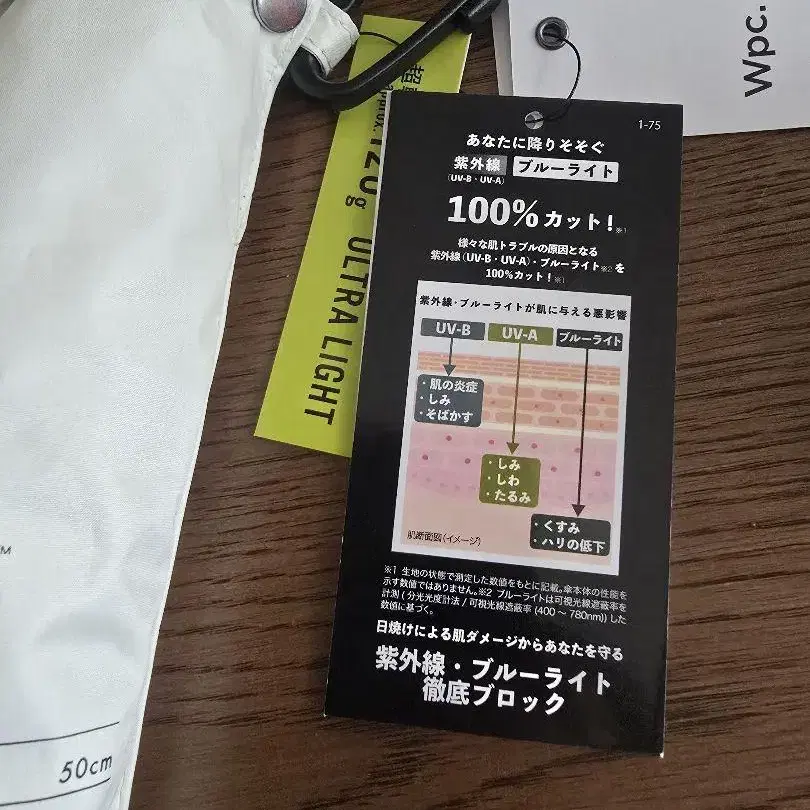 Wpc.
超軽
approx. 120g ULTRA LIGHT
1-75
あなたに降りそそぐ
紫外線 ブルーライト
(UV-B・UV-A)
100%カット!※1
様々な肌トラブルの原因となる
紫外線(UV-B・UV-A)・ブルーライト※2を
100%カット!※1
紫外線・ブルーライトが肌に与える悪影響
UV-B UV-A ブルーライト
・肌の炎症
・しみ
・そばかす
・しみ
・しわ
・たるみ
・くすみ
・ハリの低下
肌断面図(イメージ)
※1 生地の状態で測定した数値をもとに記載。傘本体の性能を
示す数値ではありません。※2 ブルーライトは可視光線遮蔽率を
計測(分光光度計法/可視光線遮蔽率(400~780nm))した
数値に基づく。
日焼けによる肌ダメージからあなたを守る
紫外線・ブルーライト
徹底ブロック
TM
50cm